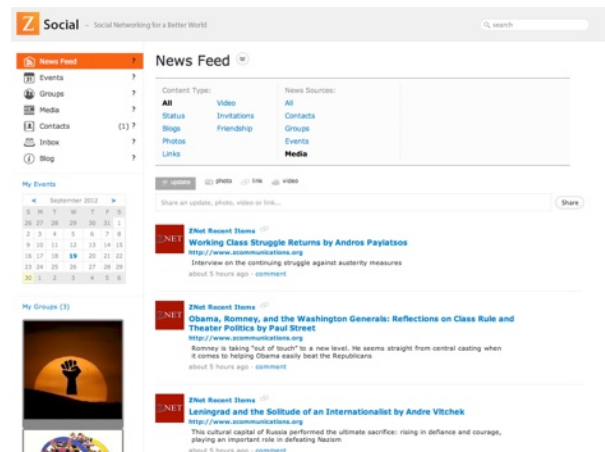 Z Social – Social Networking for a Better World
search
News Feed ?
Events ?
Groups ?
Media ?
Contacts (1) ?
Inbox ?
Blog ?
My Events
< September 2012 >
S M T W T F S
26 27 28 29 30 31 1
2 3 4 5 6 7 8
9 10 11 12 13 14 15
16 17 18 19 20 21 22
23 24 25 26 27 28 29
30 1 2 3 4 5 6
My Groups (3)
News Feed
Content Type:
All Video
Status Invitations
Blogs Friendship
Photos
Links
News Sources:
All
Contacts
Groups
Events
Media
update photo link video
Share an update, photo, video or link...
Share
ZNET
ZNet Recent Items
Working Class Struggle Returns by Andros Payiatsos
http://www.zcommunications.org
Interview on the continuing struggle against austerity measures
about 5 hours ago - comment
ZNET
ZNet Recent Items
Obama, Romney, and the Washington Generals: Reflections on Class Rule and
Theater Politics by Paul Street
http://www.zcommunications.org
Romney is taking "out of touch" to a new level. He seems straight from central casting when
it comes to helping Obama easily beat the Republicans
about 5 hours ago - comment
ZNET
ZNet Recent Items
Leningrad and the Solitude of an Internationalist by Andre Vltchek
http://www.zcommunications.org
This cultural capital of Russia performed the ultimate sacrifice: rising in defiance and courage,
playing an important role in defeating Nazism
about 5 hours ago - comment